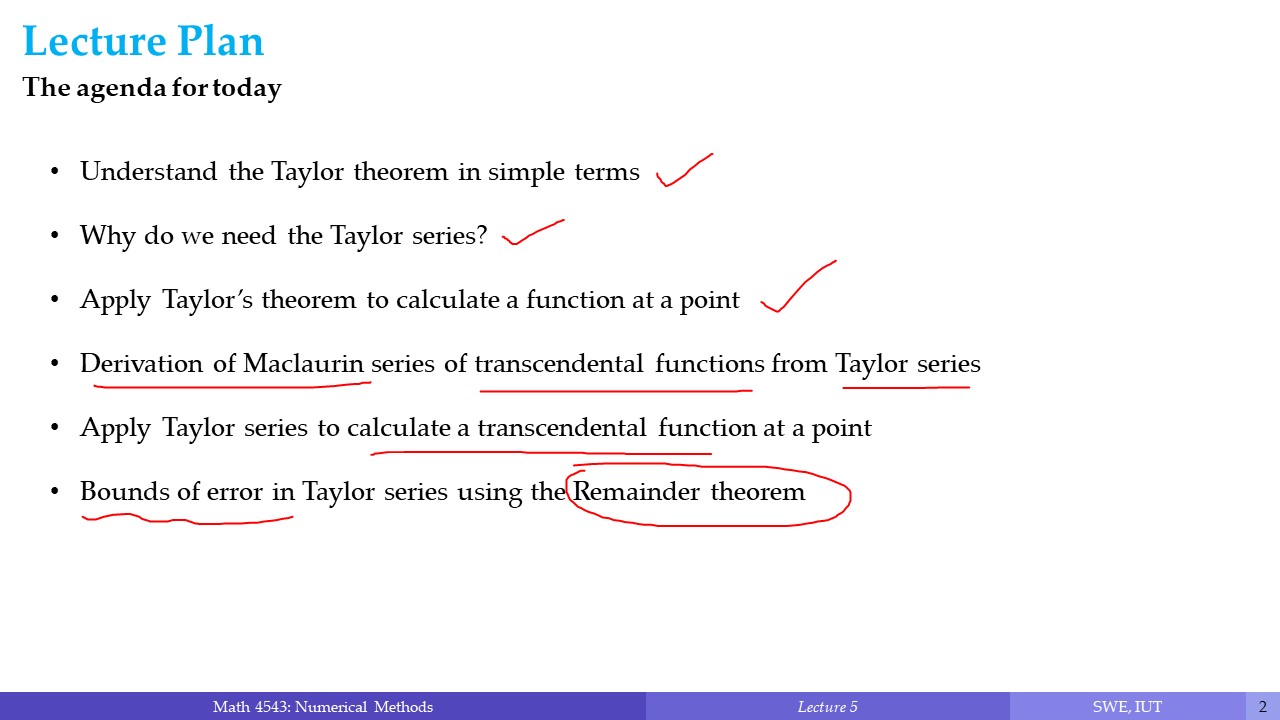 Lecture Plan
The agenda for today
• Understand the Taylor theorem in simple terms
• Why do we need the Taylor series?
• Apply Taylor’s theorem to calculate a function at a point
• Derivation of Maclaurin series of transcendental functions from Taylor series
• Apply Taylor series to calculate a transcendental function at a point
• Bounds of error in Taylor series using the Remainder theorem
Math 4543: Numerical Methods Lecture 5 SWE, IUT 2